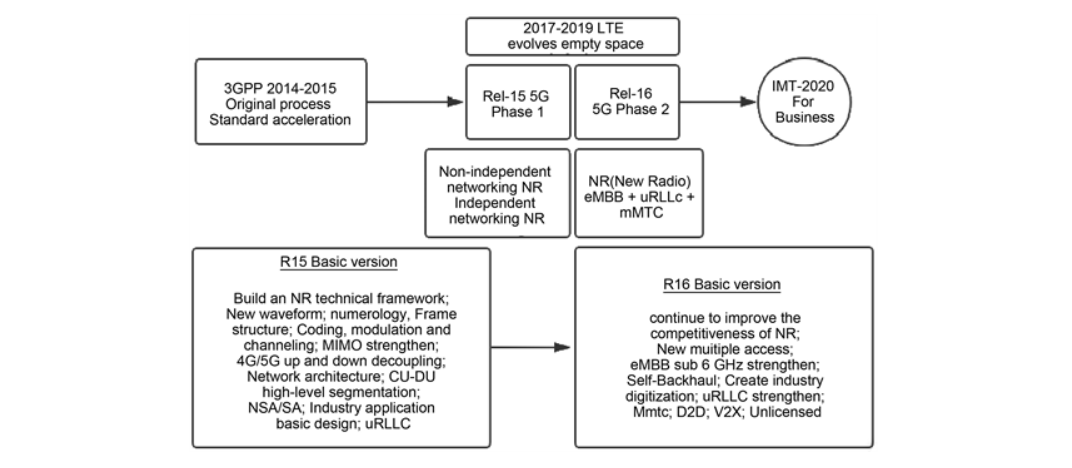 2017-2019 LTE
evolves empty space
3GPP 2014-2015
Original process
Standard acceleration
Rel-15 5G
Phase 1
Rel-16
5G Phase 2
IMT-2020
For
Business
Non-independent
networking NR
Independent
networking NR
NR(New Radio)
eMBB + uRLLc +
mMTC
R15 Basic version
Build an NR technical framework;
New waveform; numerology, Frame
structure; Coding, modulation and
channeling; MIMO strengthen;
4G/5G up and down decoupling;
Network architecture; CU-DU
high-level segmentation;
NSA/SA; Industry application
basic design; uRLLC
R16 Basic version
continue to improve the
competitiveness of NR;
New muitiple access;
eMBB sub 6 GHz strengthen;
Self-Backhaul; Create industry
digitization; uRLLC strengthen;
Mmtc; D2D; V2X; Unlicensed